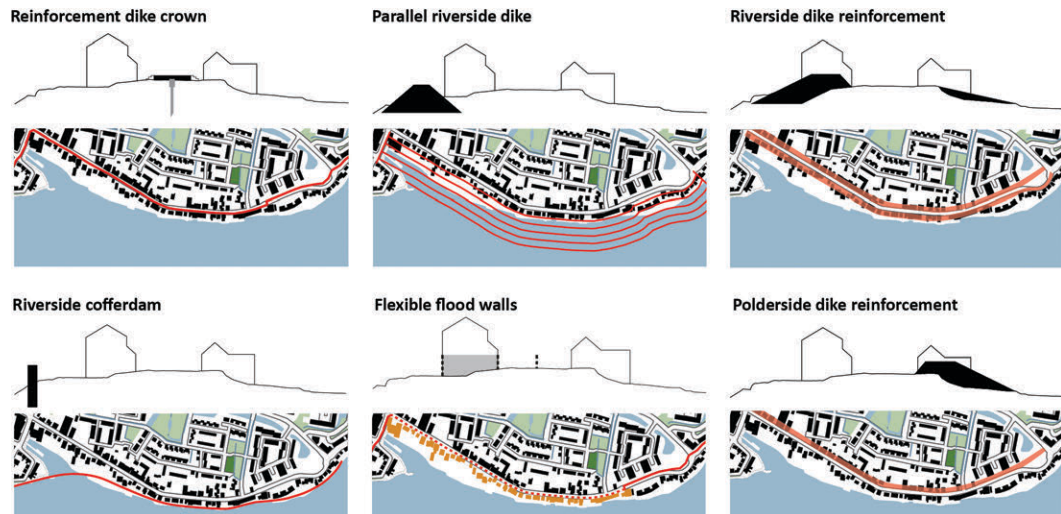 Reinforcement dike crown
Parallel riverside dike
Riverside dike reinforcement
Riverside cofferdam
Flexible flood walls
Polderside dike reinforcement